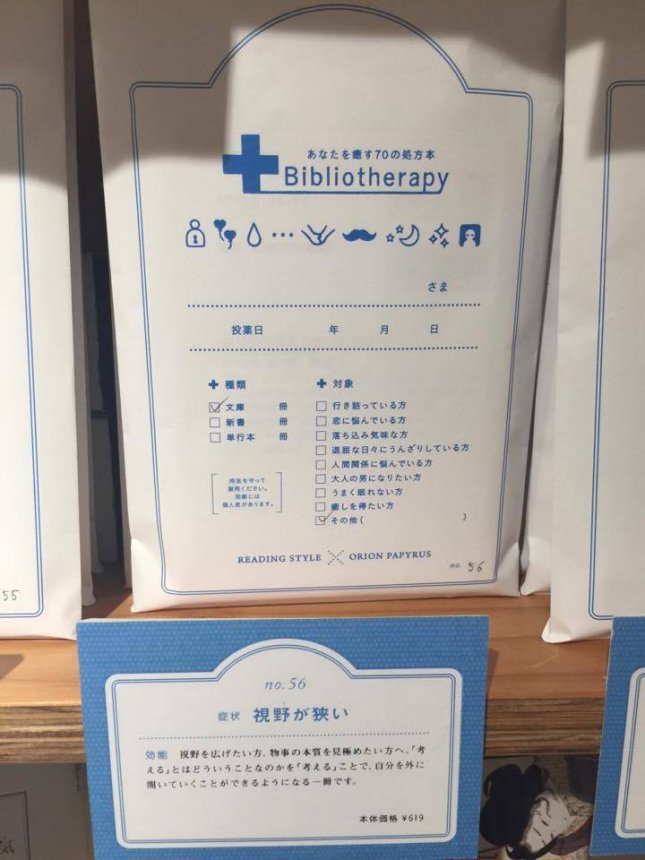 あなたを癒す70の処方本
Bibliotherapy
さま
投薬日 年 月 日
種類
文庫 冊
新書 冊
単行本 冊
用法を守って
服用ください。
効能には
個人差があります。
対象
行き詰っている方
恋に悩んでいる方
落ち込み気味な方
退屈な日々にうんざりしている方
人間関係に悩んでいる方
大人の男になりたい方
うまく眠れない方
癒しを得たい方
その他( )
READING STYLE ORION PAPYRUS
no. 56
55
no.56
症状 視野が狭い
効能 視野を広げたい方、物事の本質を見極めたい方へ。「考
える」とはどういうことなのかを「考える」ことで、自分を外に
開いていくことができるようになる一冊です。
本体価格 ¥619